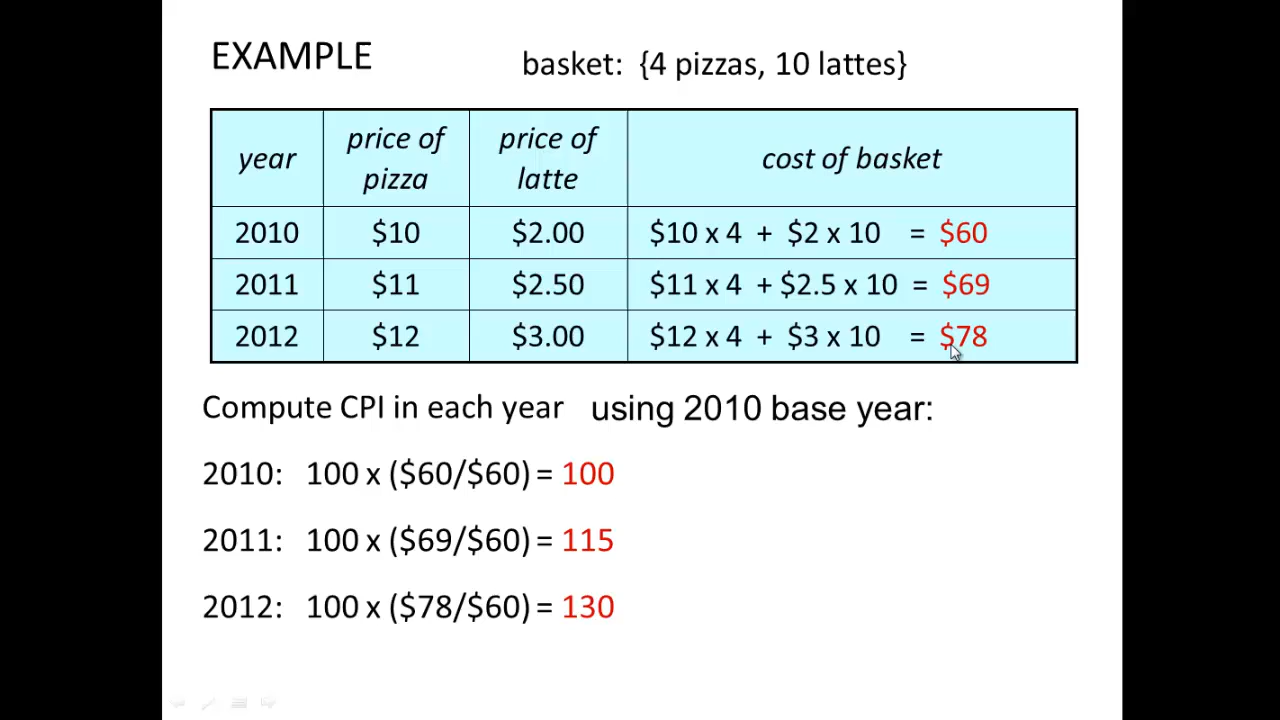 EXAMPLE
basket: {4 pizzas, 10 lattes}
year price of pizza price of latte cost of basket
2010 $10 $2.00 $10 x 4 + $2 x 10 = $60
2011 $11 $2.50 $11 x 4 + $2.5 x 10 = $69
2012 $12 $3.00 $12 x 4 + $3 x 10 = $78
Compute CPI in each year using 2010 base year:
2010: 100 x ($60/$60) = 100
2011: 100 x ($69/$60) = 115
2012: 100 x ($78/$60) = 130